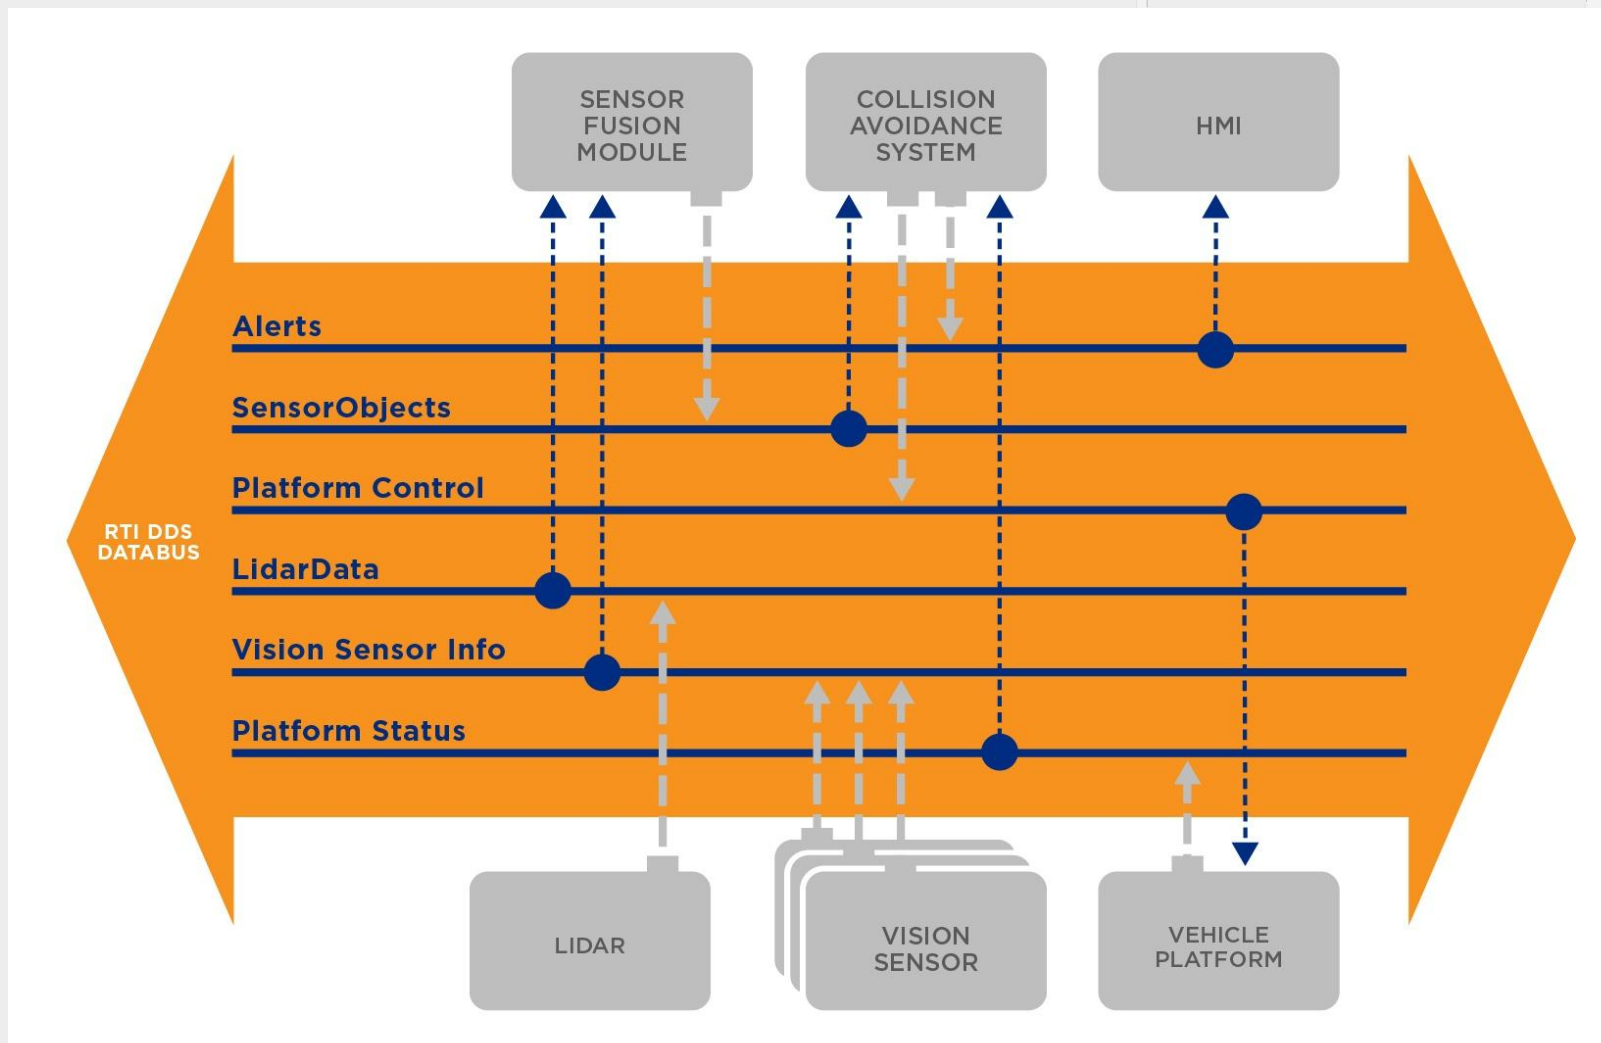 SENSOR
FUSION
MODULE
COLLISION
AVOIDANCE
SYSTEM
HMI
Alerts
SensorObjects
Platform Control
RTI DDS
DATABUS
LidarData
Vision Sensor Info
Platform Status
LIDAR
VISION
SENSOR
VEHICLE
PLATFORM